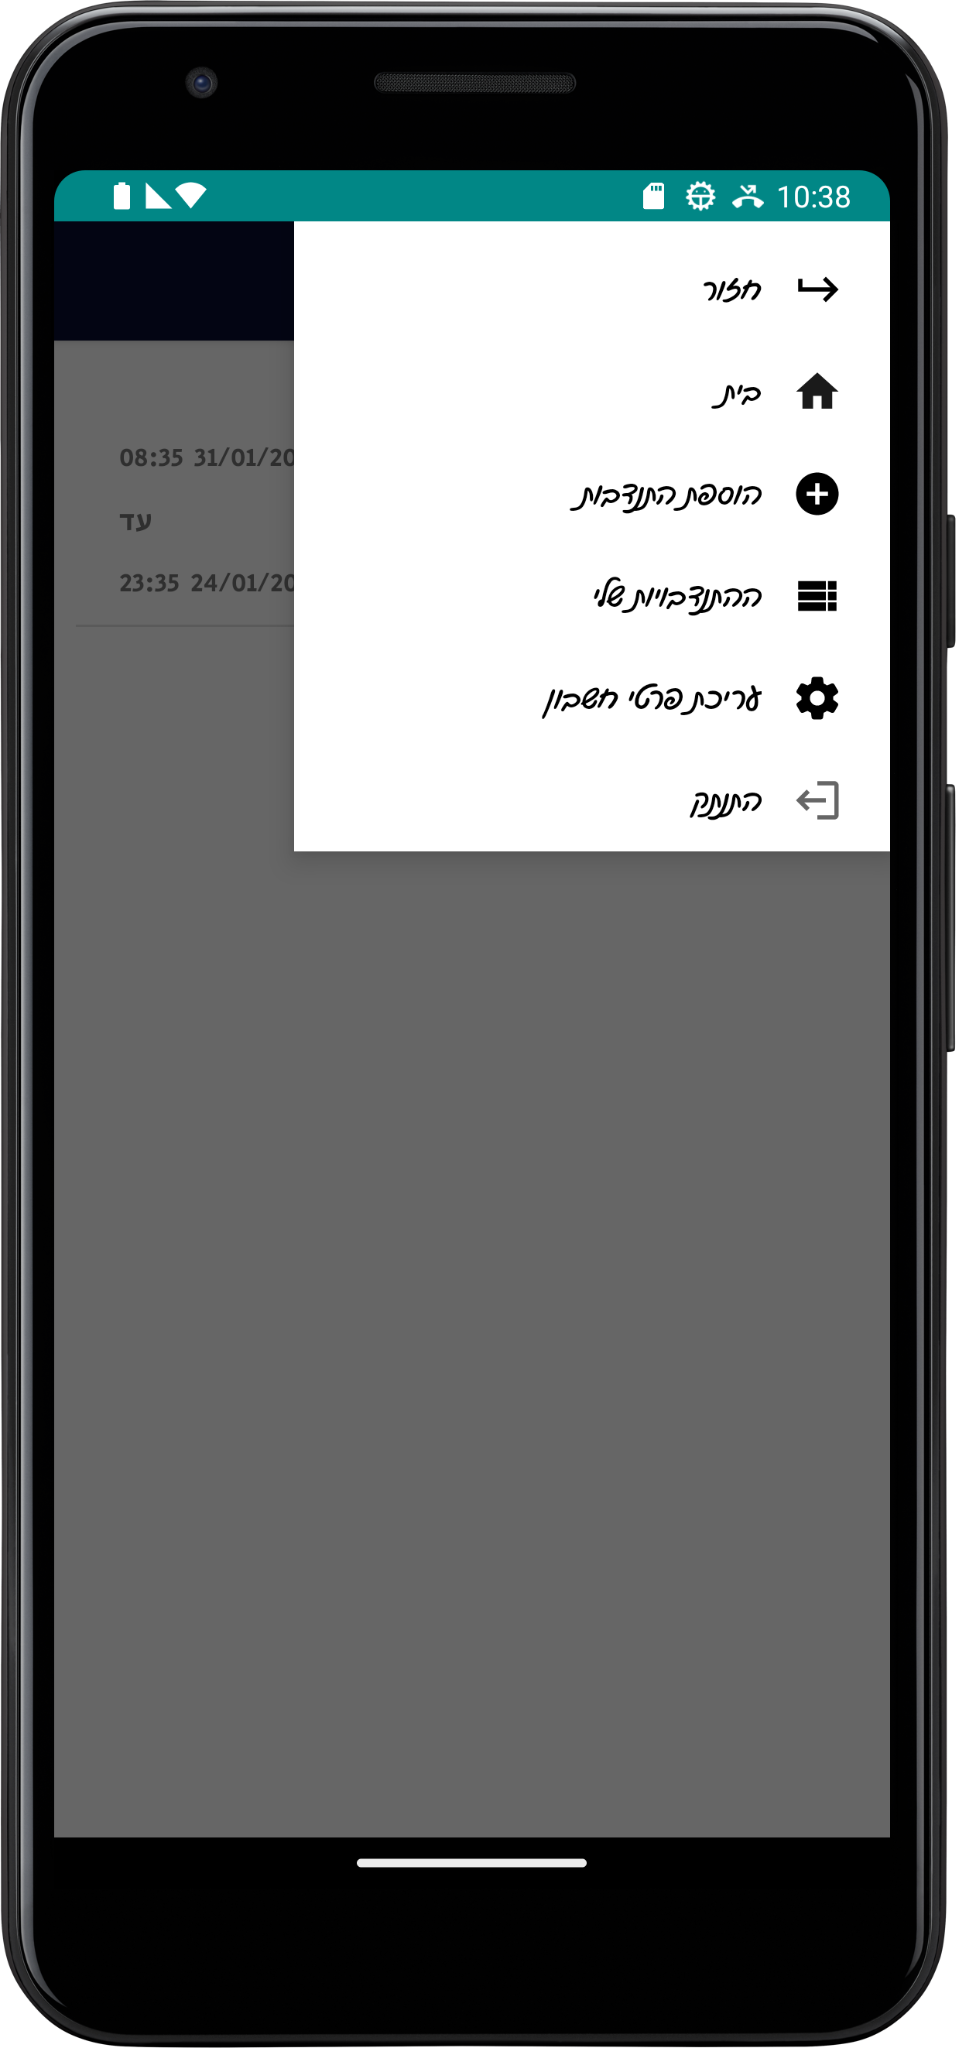 10:38
חזור
בית
הוספת התנדבות
ההתנדבויות שלי
עריכת פרטי חשבון
התנתק
08:35 31/01/20
עד
23:35 24/01/20